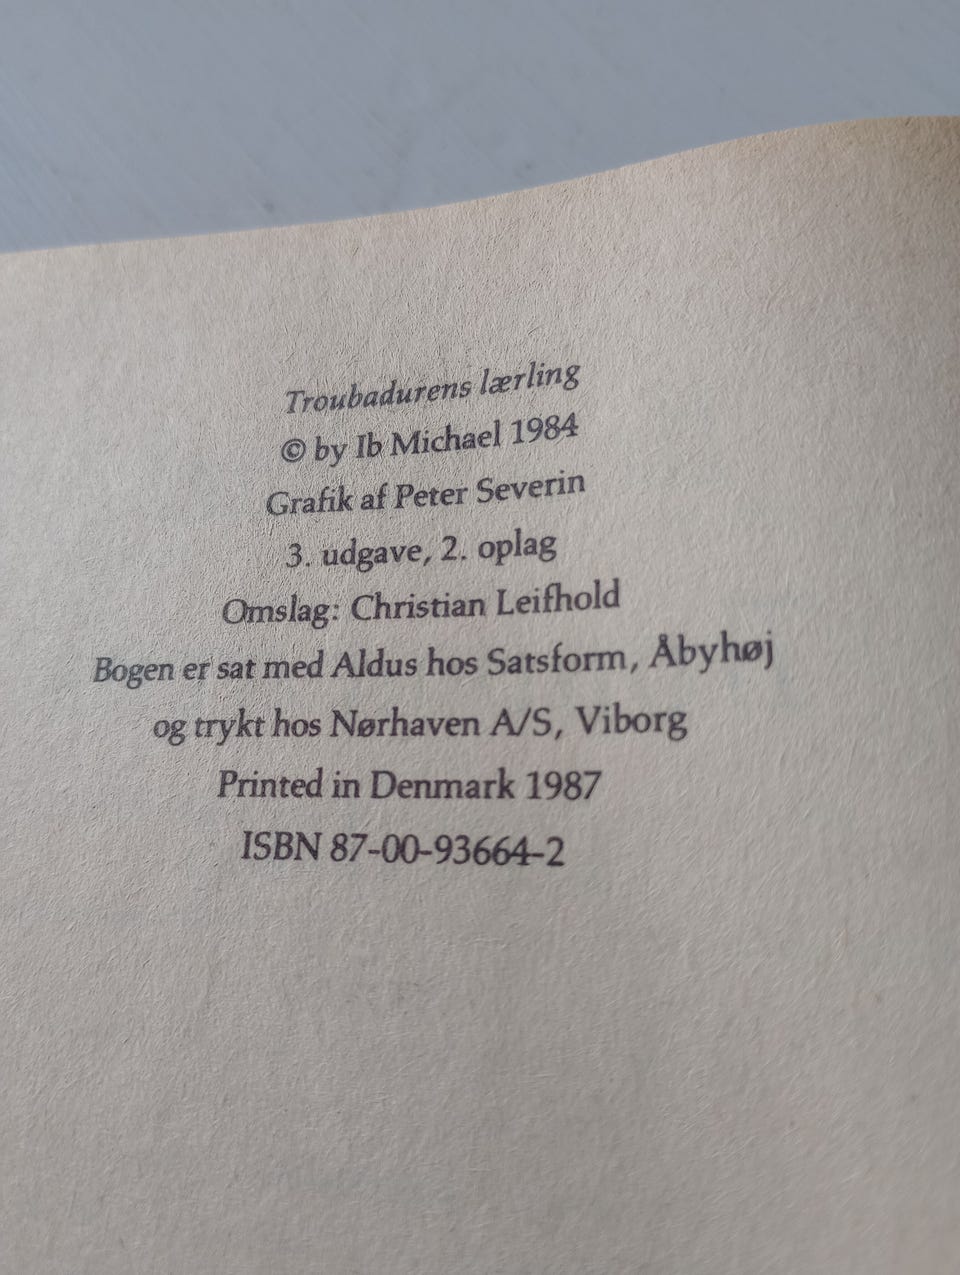 Troubadurens lærling
© by Ib Michael 1984
Grafik af Peter Severin
3. udgave, 2. oplag
Omslag: Christian Leifhold
Bogen er sat med Aldus hos Satsform, Åbyhøj
og trykt hos Nørhaven A/S, Viborg
Printed in Denmark 1987
ISBN 87-00-93664-2